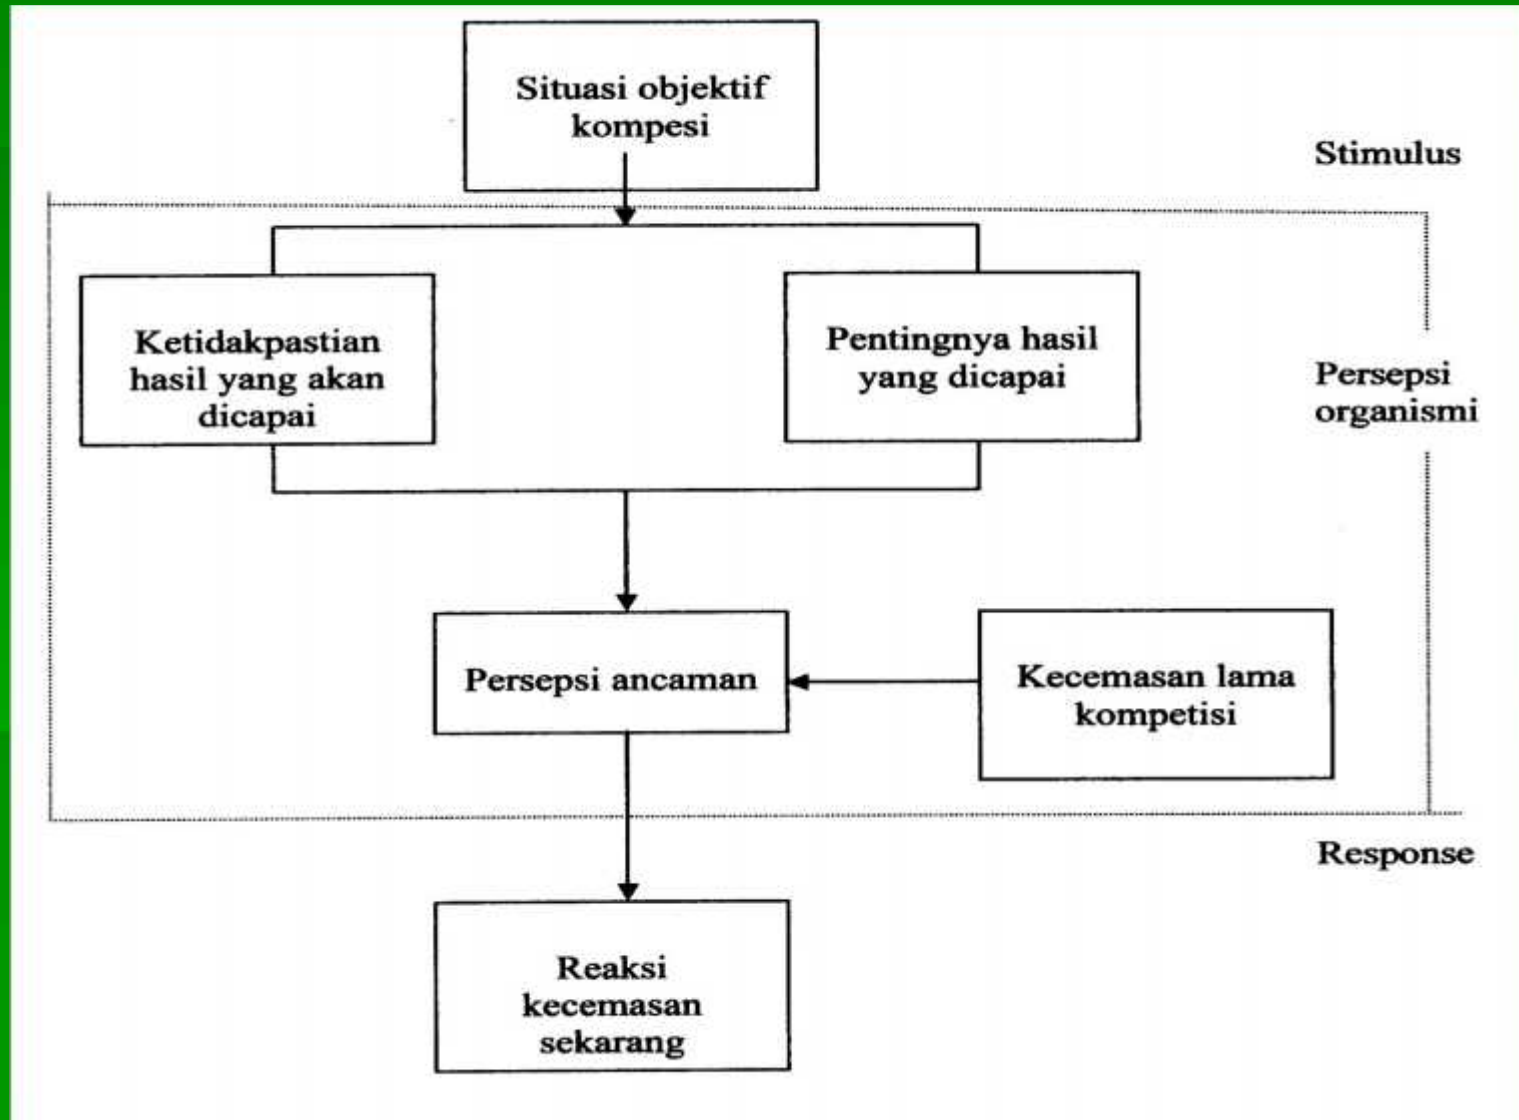 Situasi objektif
kompesi
Stimulus
Ketidakpastian
hasil yang akan
dicapai
Pentingnya hasil
yang dicapai
Persepsi
organismi
Persepsi ancaman
Kecemasan lama
kompetisi
Response
Reaksi
kecemasan
sekarang